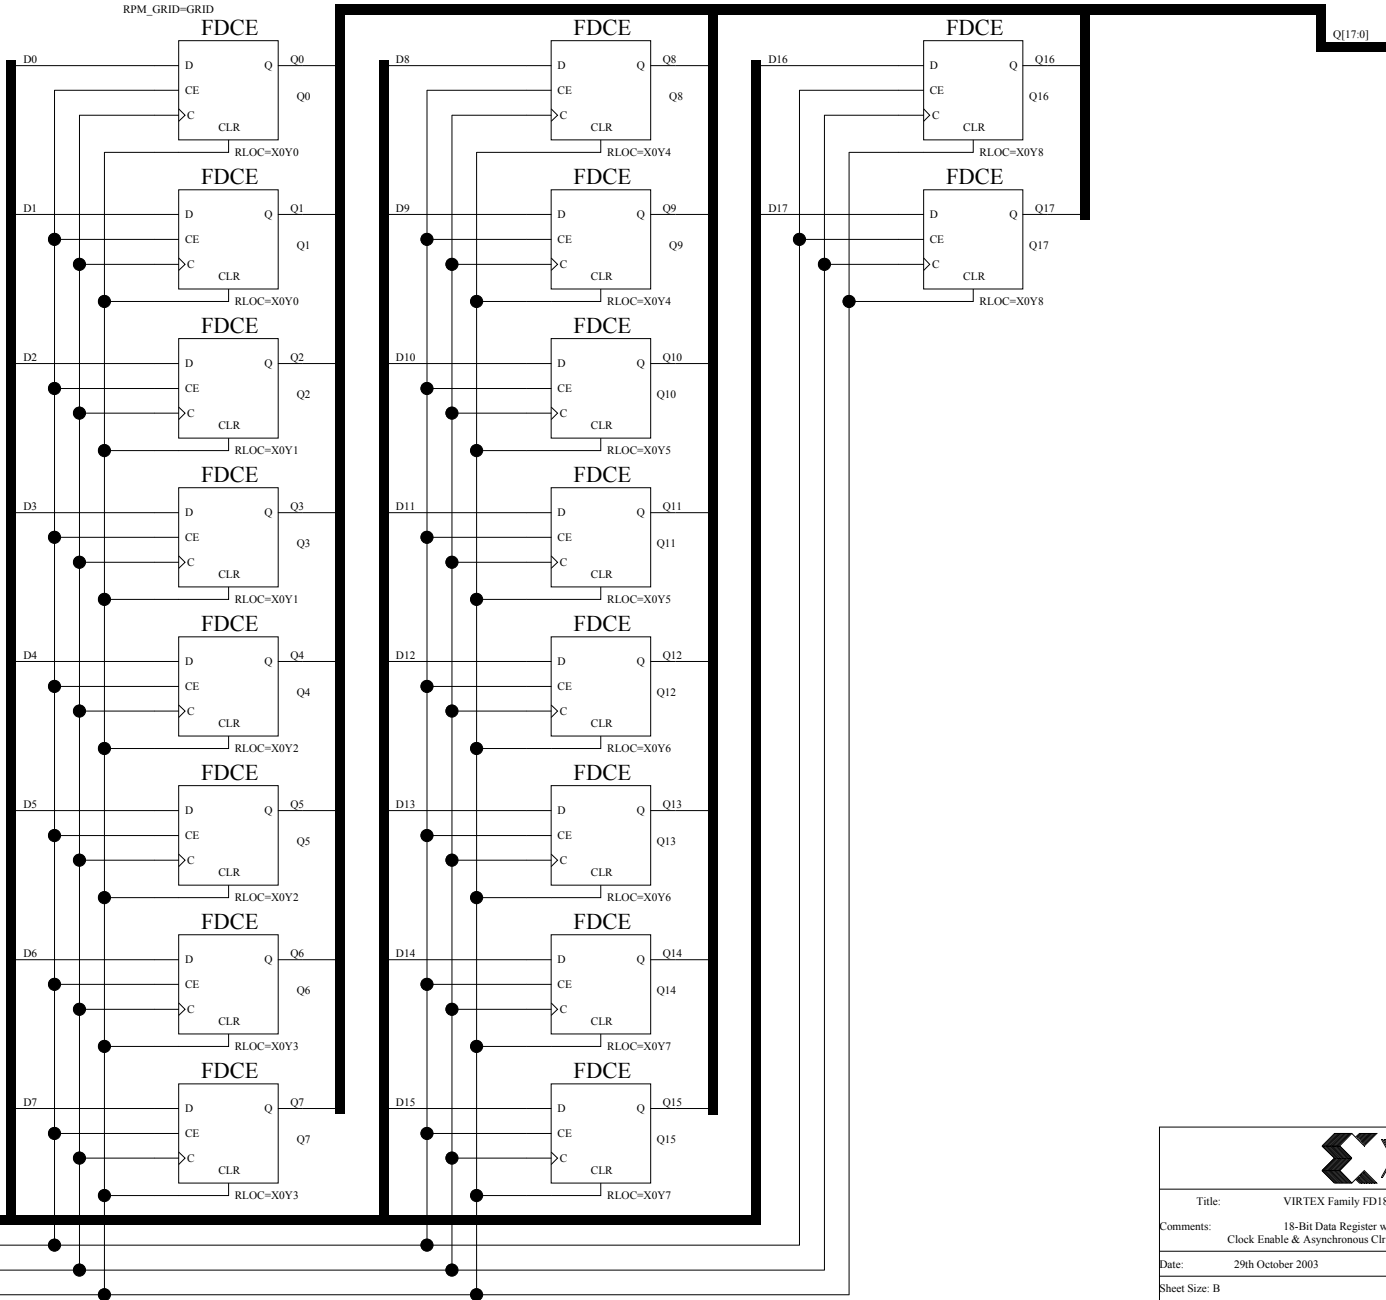 RPM_GRID=GRID
Q[17:0]
FDCE
D0
D
Q
Q0
CE
Q0
C
CLR
RLOC=X0Y0
FDCE
D8
D
Q
Q8
CE
Q8
C
CLR
RLOC=X0Y4
FDCE
D16
D
Q
Q16
CE
Q16
C
CLR
RLOC=X0Y8
FDCE
D1
D
Q
Q1
CE
Q1
C
CLR
RLOC=X0Y0
FDCE
D9
D
Q
Q9
CE
Q9
C
CLR
RLOC=X0Y4
FDCE
D17
D
Q
Q17
CE
Q17
C
CLR
RLOC=X0Y8
FDCE
D2
D
Q
Q2
CE
Q2
C
CLR
RLOC=X0Y1
FDCE
D10
D
Q
Q10
CE
Q10
C
CLR
RLOC=X0Y5
FDCE
D3
D
Q
Q3
CE
Q3
C
CLR
RLOC=X0Y1
FDCE
D11
D
Q
Q11
CE
Q11
C
CLR
RLOC=X0Y5
FDCE
D4
D
Q
Q4
CE
Q4
C
CLR
RLOC=X0Y2
FDCE
D12
D
Q
Q12
CE
Q12
C
CLR
RLOC=X0Y6
FDCE
D5
D
Q
Q5
CE
Q5
C
CLR
RLOC=X0Y2
FDCE
D13
D
Q
Q13
CE
Q13
C
CLR
RLOC=X0Y6
FDCE
D6
D
Q
Q6
CE
Q6
C
CLR
RLOC=X0Y3
FDCE
D14
D
Q
Q14
CE
Q14
C
CLR
RLOC=X0Y7
FDCE
D7
D
Q
Q7
CE
Q7
C
CLR
RLOC=X0Y3
FDCE
D15
D
Q
Q15
CE
Q15
C
CLR
RLOC=X0Y7
Title: VIRTEX Family FD18
Comments: 18-Bit Data Register w
Clock Enable & Asynchronous Clr
Date: 29th October 2003
Sheet Size: B